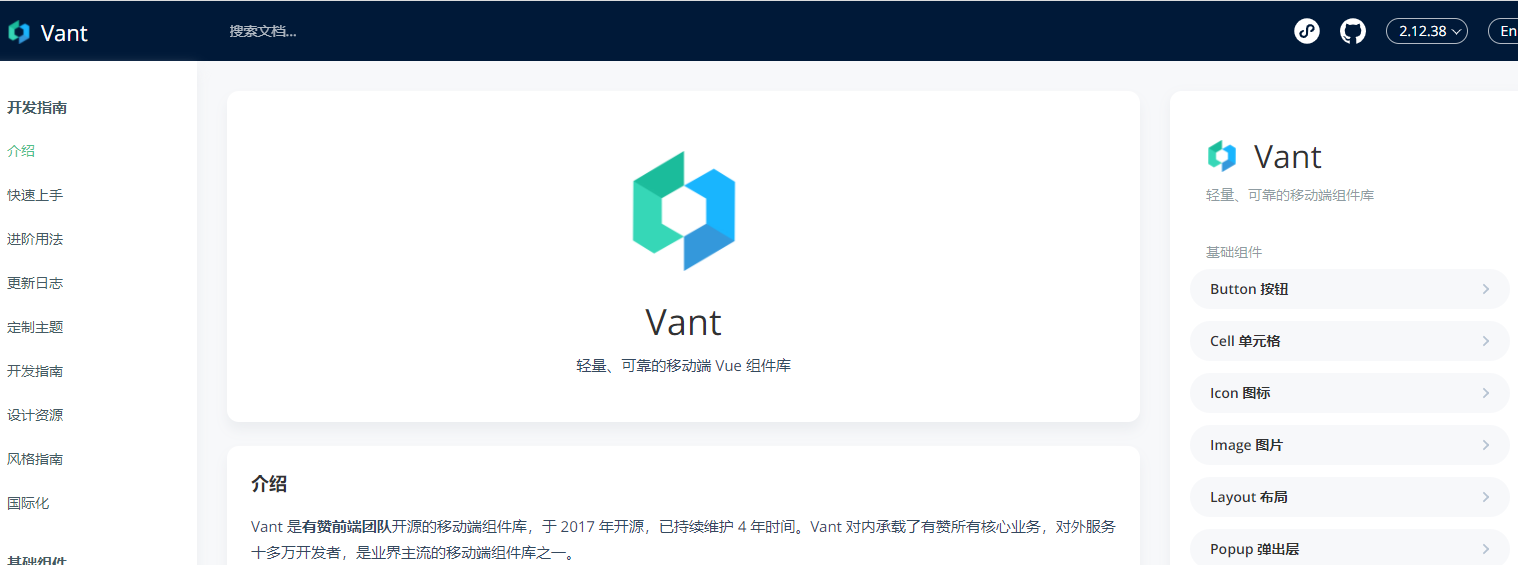 Vant
搜索文档...
2.12.38
En
开发指南
介绍
快速上手
进阶用法
更新日志
定制主题
开发指南
设计资源
风格指南
国际化
基础组件
Vant
轻量、可靠的移动端 Vue 组件库
介绍
Vant 是有赞前端团队开源的移动端组件库，于 2017 年开源，已持续维护 4 年时间。Vant 对内承载了有赞所有核心业务，对外服务
十多万开发者，是业界主流的移动端组件库之一。
Vant
轻量、可靠的移动端组件库
基础组件
Button 按钮
Cell 单元格
Icon 图标
Image 图片
Layout 布局
Popup 弹出层